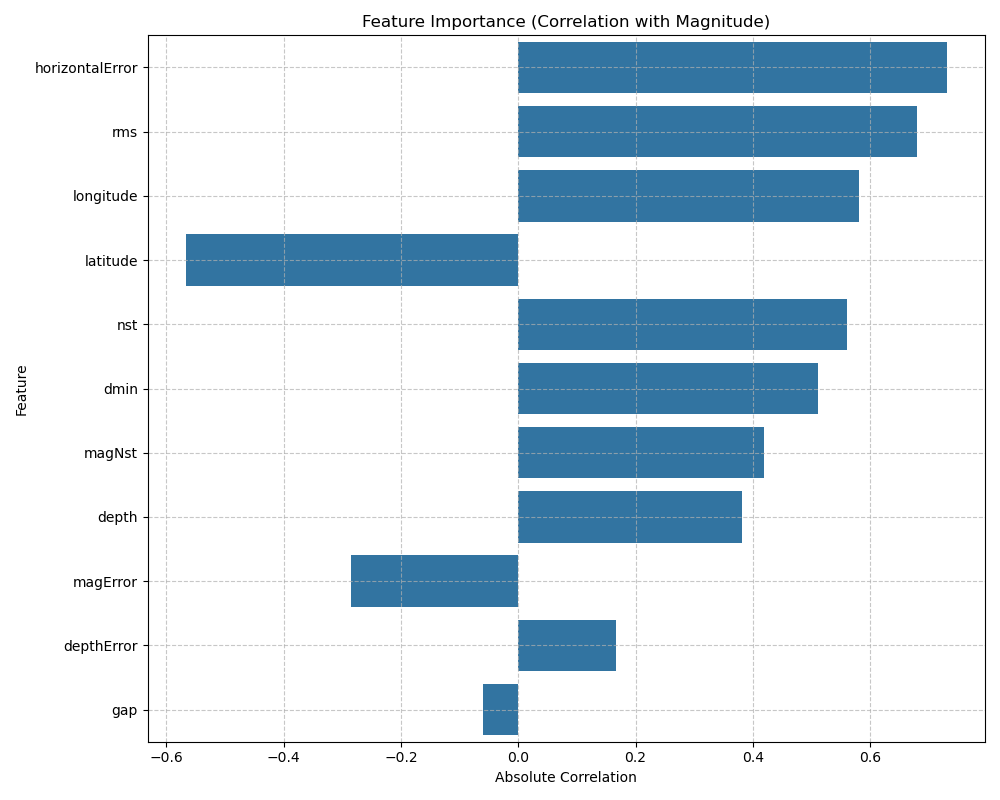 Feature Importance (Correlation with Magnitude)
horizontalError
rms
longitude
latitude
nst
dmin
magNst
depth
magError
depthError
gap
Feature
−0.6 −0.4 −0.2 0.0 0.2 0.4 0.6
Absolute Correlation